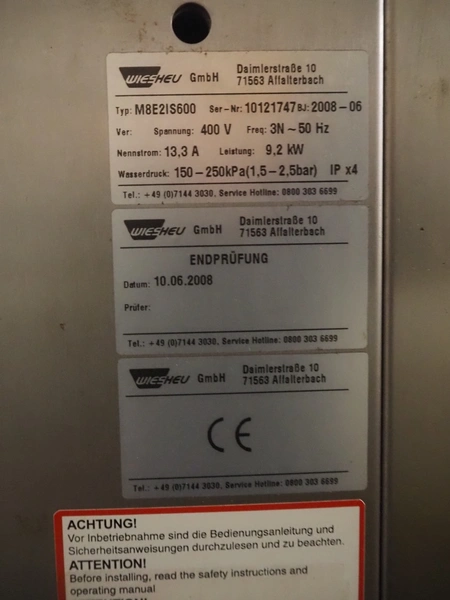 WIESHEU GmbH Daimlerstraße 10
71563 Affalterbach
Typ: M8E2IS600 Ser-Nr: 10121747 BJ: 2008-06
Ver: Spannung: 400 V Freq: 3N~50 Hz
Nennstrom: 13,3 A Leistung: 9,2 kW
Wasserdruck: 150-250kPa(1,5-2,5bar) IP x4
Tel.: +49 (0)7144 3030, Service Hotline: 0800 303 6699
WIESHEU GmbH Daimlerstraße 10
71563 Affalterbach
ENDPRÜFUNG
Datum: 10.06.2008
Prüfer:
Tel.: +49 (0)7144 3030, Service Hotline: 0800 303 6699
WIESHEU GmbH Daimlerstraße 10
71563 Affalterbach
CE
Tel.: +49 (0)7144 3030, Service Hotline: 0800 303 6699
ACHTUNG!
Vor Inbetriebnahme sind die Bedienungsanleitung und
Sicherheitsanweisungen durchzulesen und zu beachten.
ATTENTION!
Before installing, read the safety instructions and
operating manual